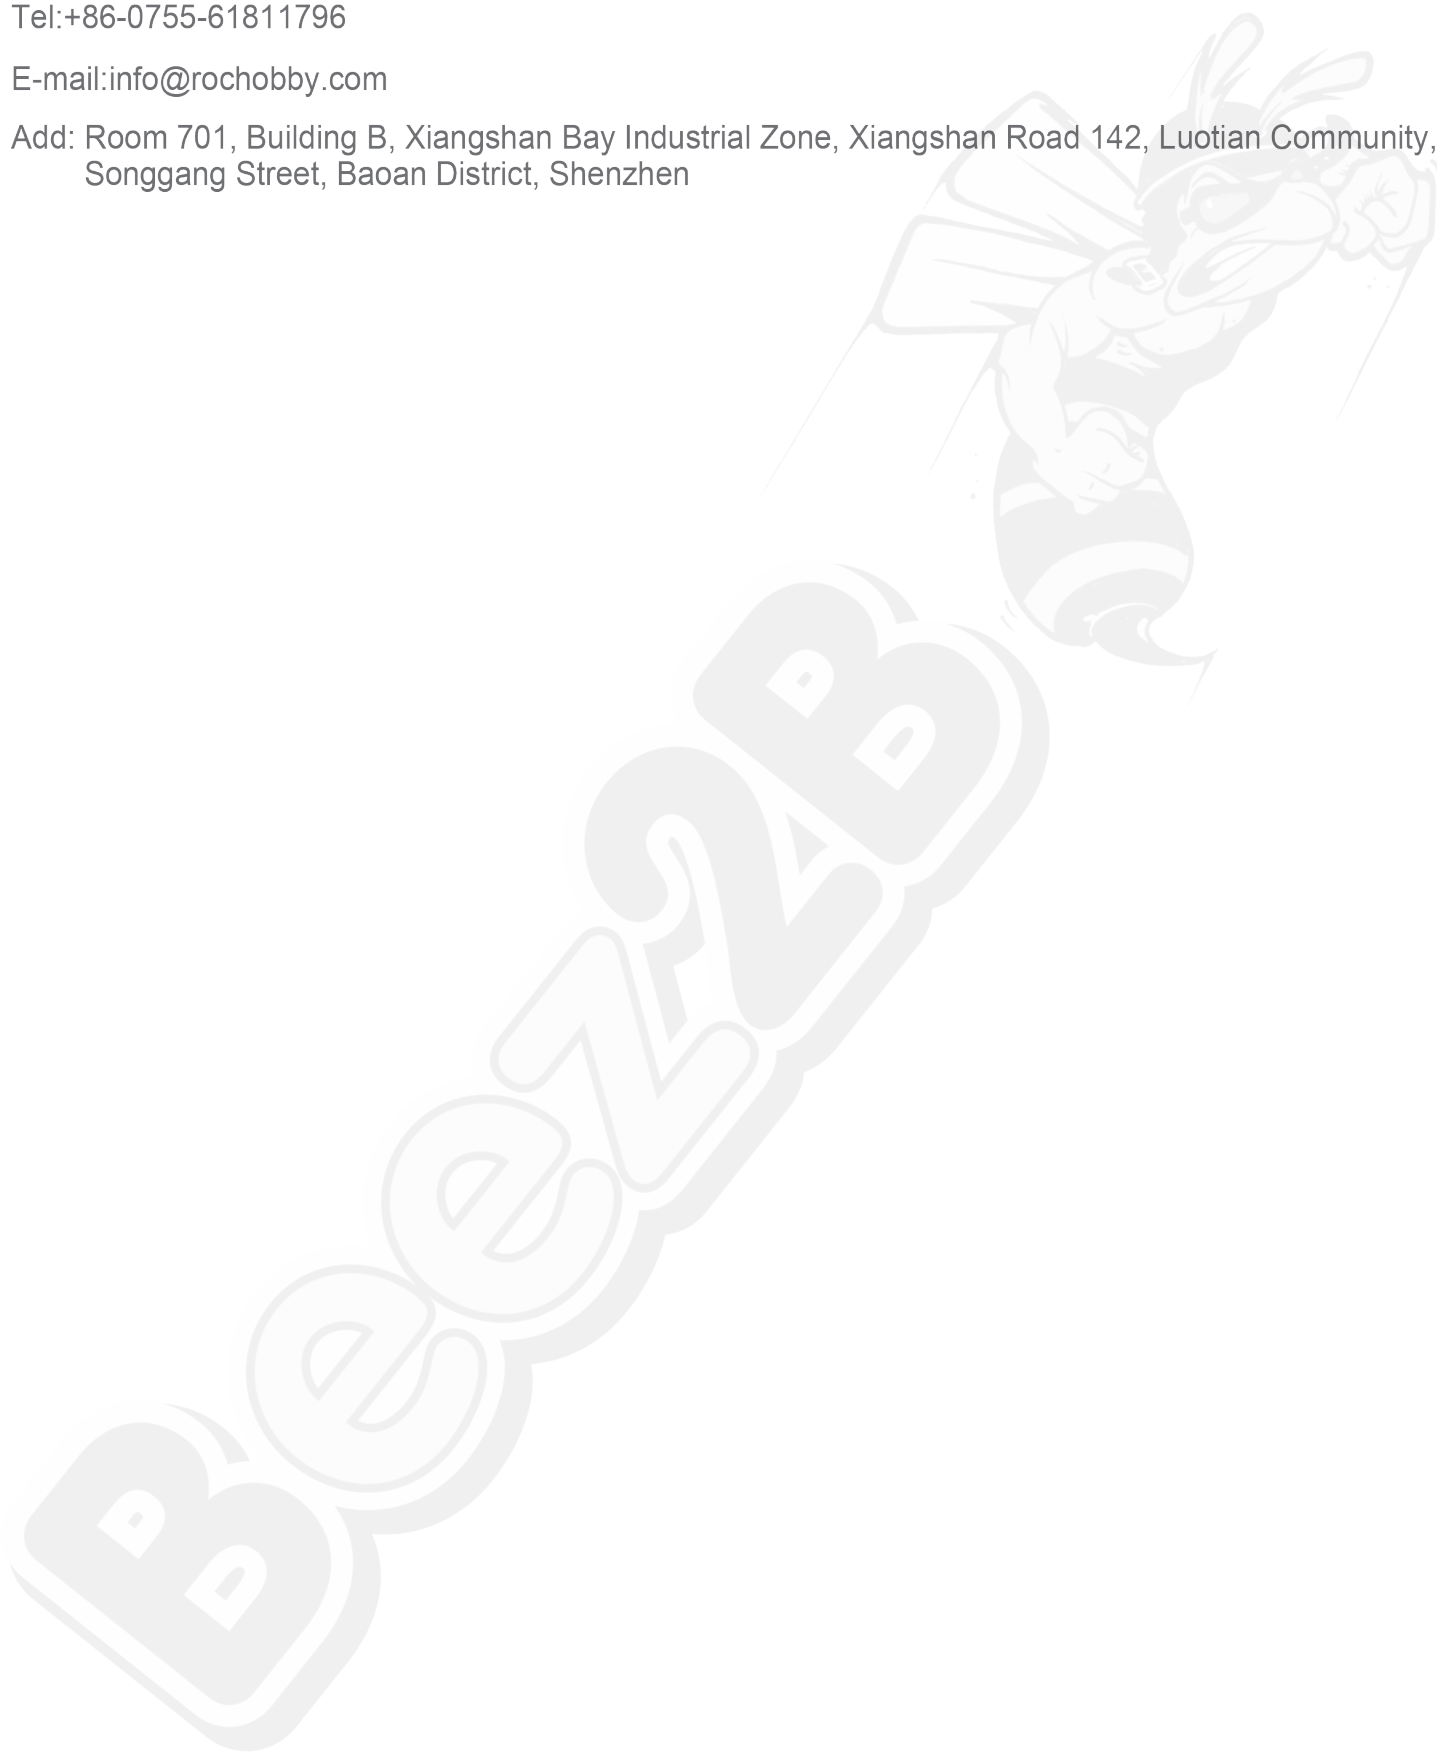 Tel:+86-0755-61811796
E-mail:info@rochobby.com
Add: Room 701, Building B, Xiangshan Bay Industrial Zone, Xiangshan Road 142, Luotian Community,
Songgang Street, Baoan District, Shenzhen
Beez2B